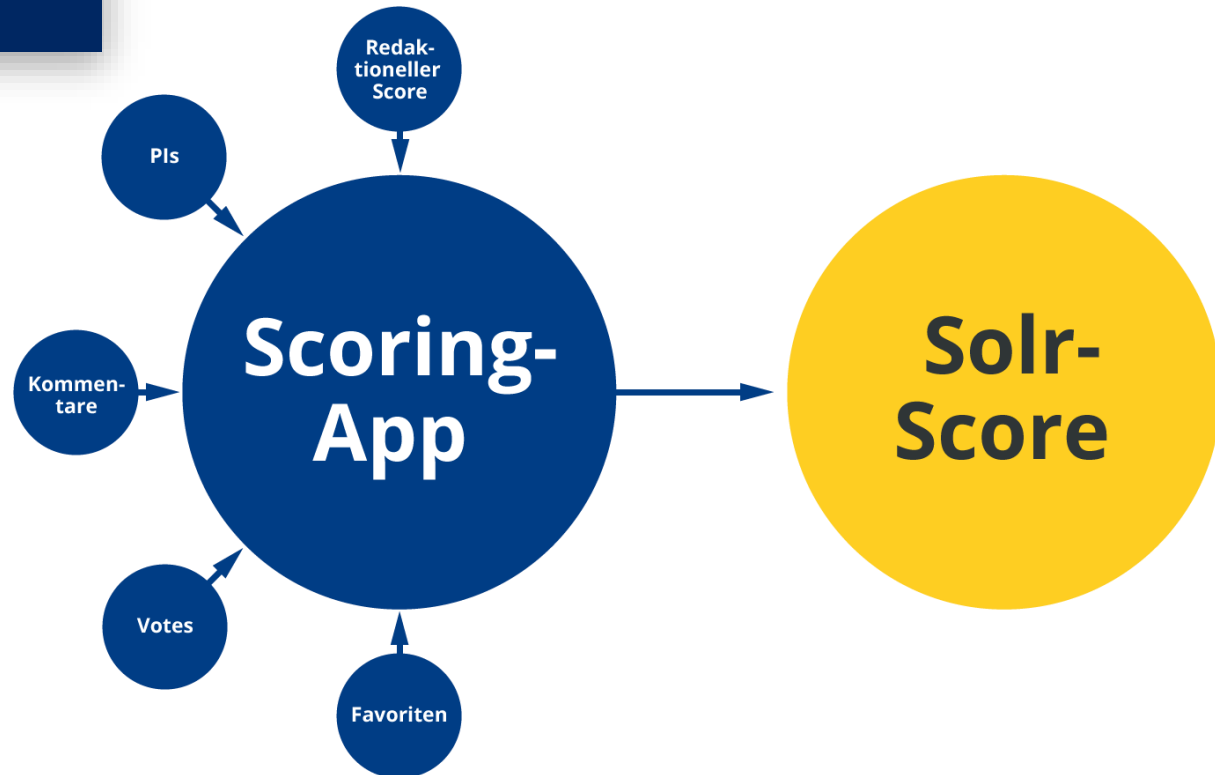 Redak-
tioneller
Score
PIs
Scoring-
App
Solr-
Score
Kommen-
tare
Votes
Favoriten